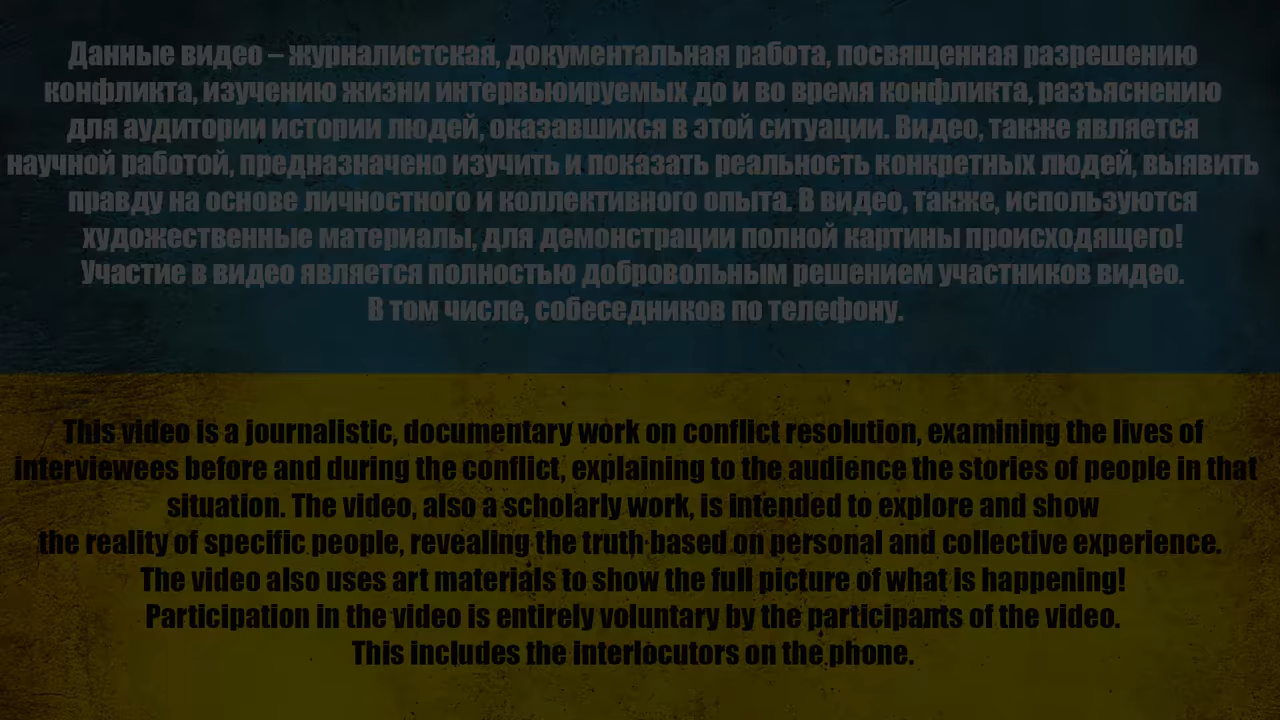 Данные видео – журналистская, документальная работа, посвященная разрешению
конфликта, изучению жизни интервьюируемых до и во время конфликта, разъяснению
для аудитории истории людей, оказавшихся в этой ситуации. Видео, также является
научной работой, предназначено изучить и показать реальность конкретных людей, выявить
правду на основе личностного и коллективного опыта. В видео, также, используются
художественные материалы, для демонстрации полной картины происходящего!
Участие в видео является полностью добровольным решением участников видео.
В том числе, собеседников по телефону.
This video is a journalistic, documentary work on conflict resolution, examining the lives of
interviewees before and during the conflict, explaining to the audience the stories of people in that
situation. The video, also a scholarly work, is intended to explore and show
the reality of specific people, revealing the truth based on personal and collective experience.
The video also uses art materials to show the full picture of what is happening!
Participation in the video is entirely voluntary by the participants of the video.
This includes the interlocutors on the phone.